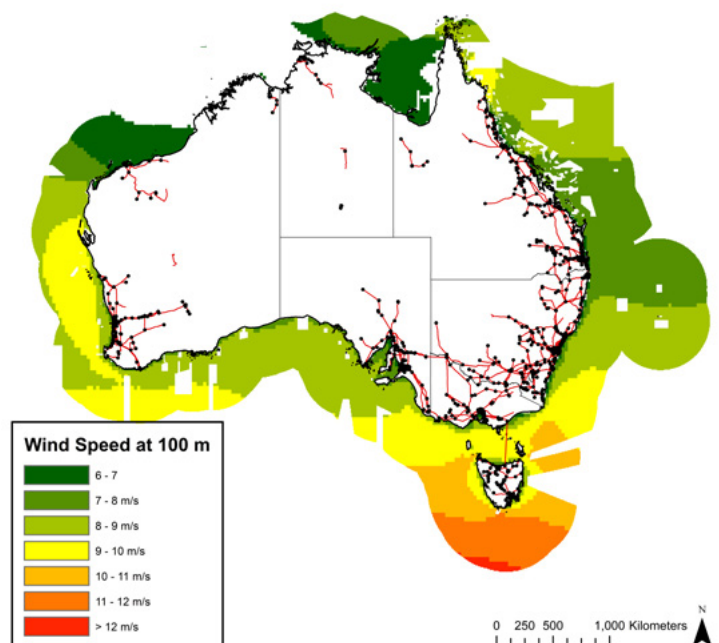 Wind Speed at 100 m
6 - 7
7 - 8 m/s
8 - 9 m/s
9 - 10 m/s
10 - 11 m/s
11 - 12 m/s
> 12 m/s
N
0 250 500 1,000 Kilometers